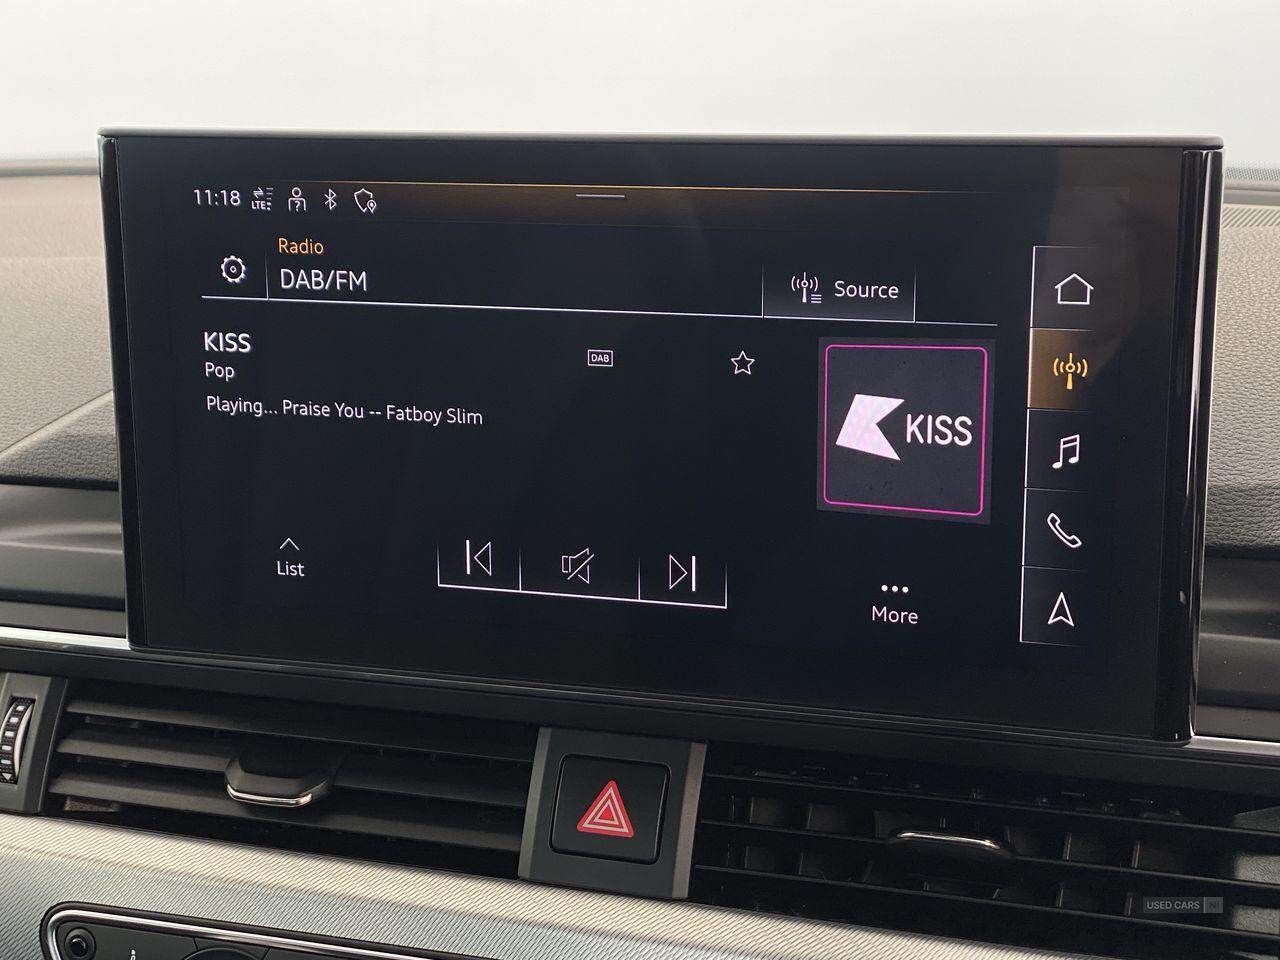 11:18 LTE
Radio
DAB/FM
Source
KISS
DAB
Pop
Playing... Praise You -- Fatboy Slim
KISS
List
More
USED CARS NI